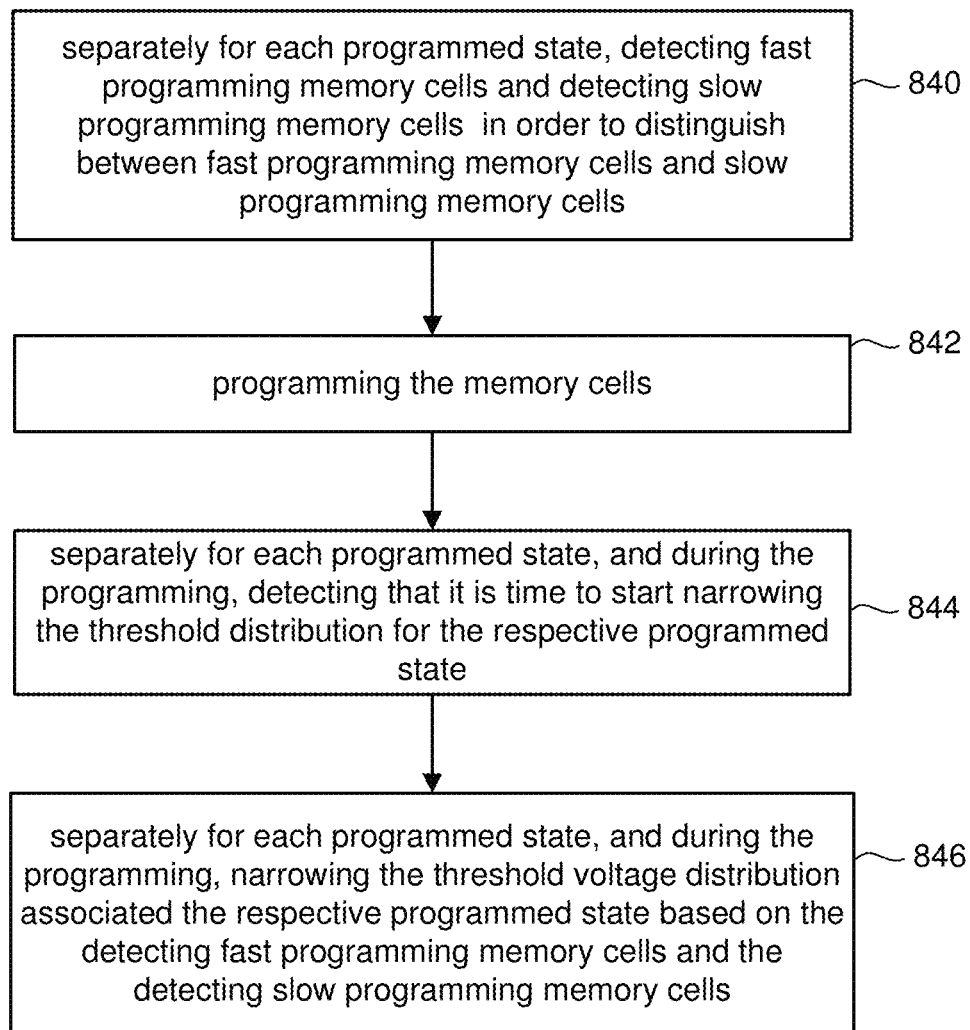 separately for each programmed state, detecting fast
programming memory cells and detecting slow
programming memory cells in order to distinguish
between fast programming memory cells and slow
programming memory cells
840
842
programming the memory cells
separately for each programmed state, and during the
programming, detecting that it is time to start narrowing
the threshold distribution for the respective programmed
state
844
separately for each programmed state, and during the
programming, narrowing the threshold voltage distribution
associated the respective programmed state based on the
detecting fast programming memory cells and the
detecting slow programming memory cells
846